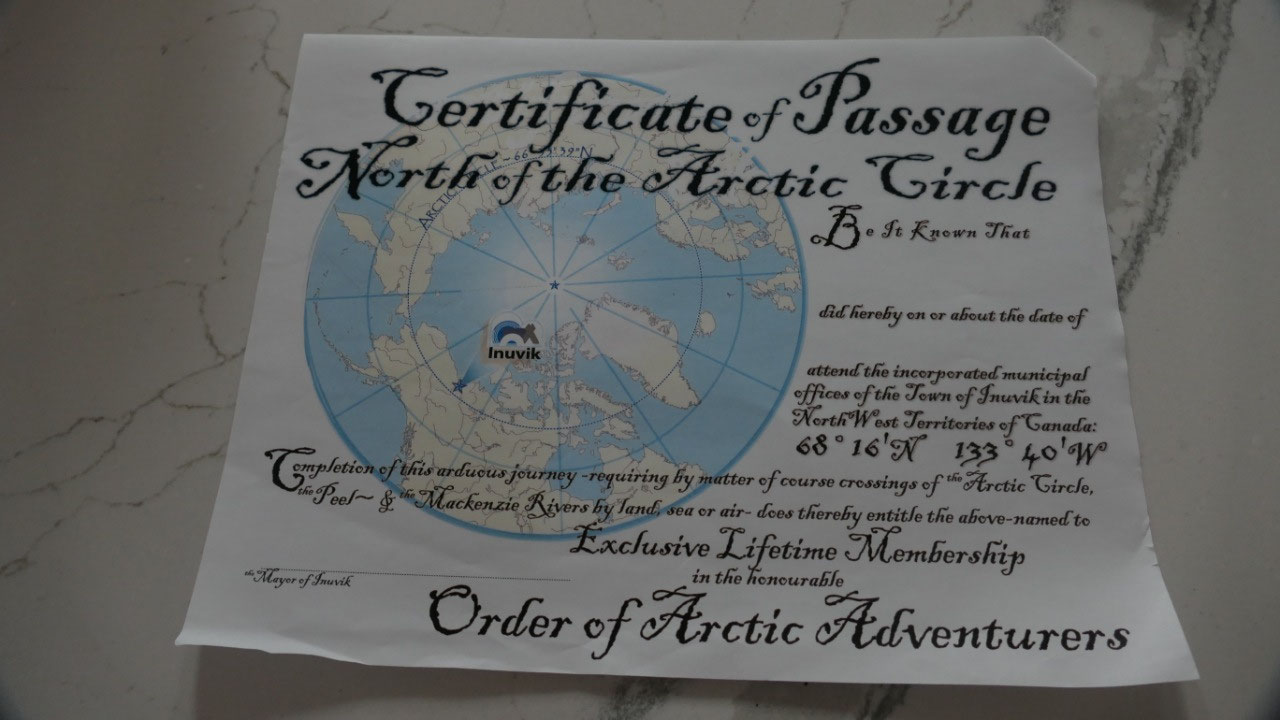 Certificate of Passage
North of the Arctic Circle
Be It Known That
did hereby on or about the date of
Inuvik
attend the incorporated municipal
offices of the Town of Inuvik in the
NorthWest Territories of Canada:
68° 16'N 133° 40'W
Completion of this arduous journey -requiring by matter of course crossings of the Arctic Circle,
the Peel~ & the Mackenzie Rivers by land, sea or air- does thereby entitle the above-named to
Exclusive Lifetime Membership
in the honourable
the Mayor of Inuvik
Order of Arctic Adventurers